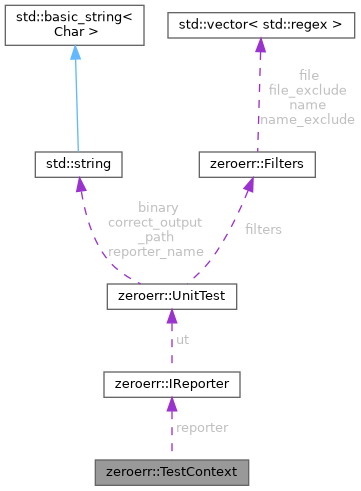 std::basic_string<
Char >
std::vector< std::regex >
file
file_exclude
name
name_exclude
std::string
zeroerr::Filters
binary
correct_output
_path
reporter_name
filters
zeroerr::UnitTest
ut
zeroerr::IReporter
reporter
zeroerr::TestContext